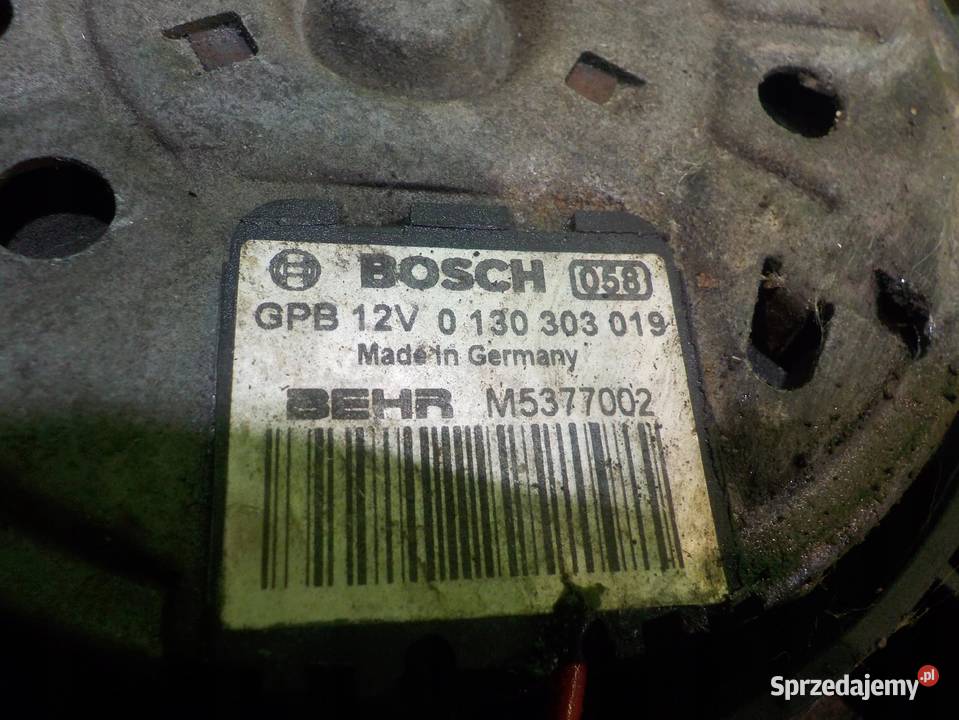 BOSCH 058
GPB 12V 0 130 303 019
Made in Germany
BEHR M5377002
Sprzedajemy.pl